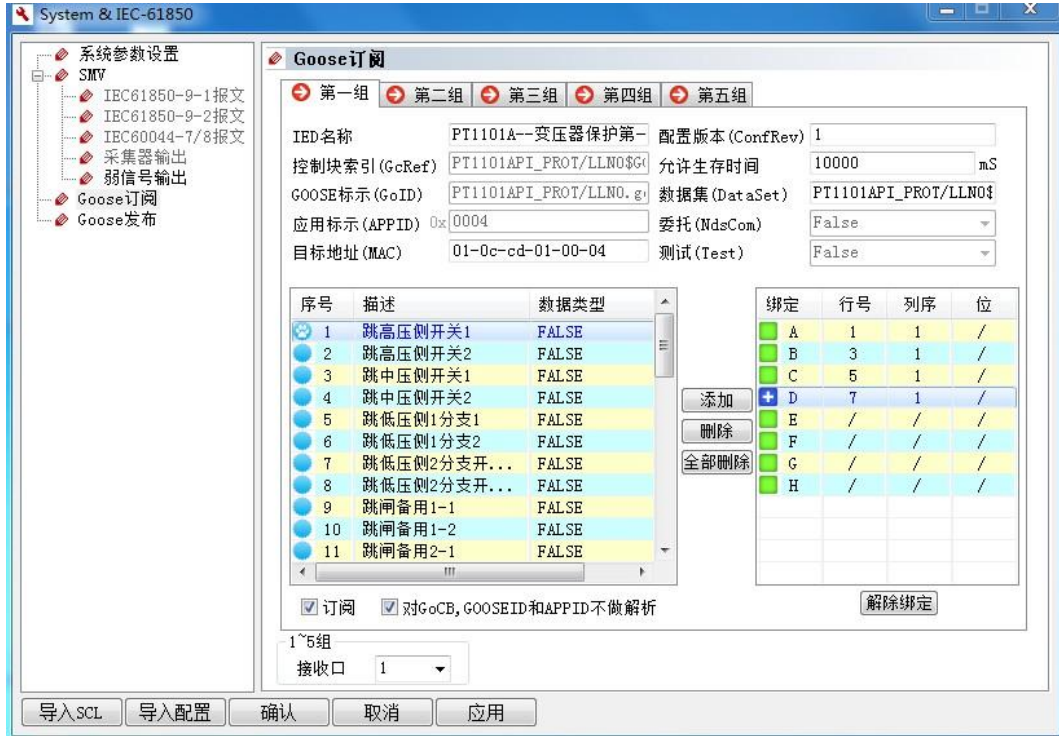 System & IEC-61850
系统参数设置
SMV
IEC61850-9-1报文
IEC61850-9-2报文
IEC60044-7/8报文
采集器输出
弱信号输出
Goose订阅
Goose发布
Goose订阅
第一组 第二组 第三组 第四组 第五组
IED名称 PT1101A--变压器保护第一 配置版本(ConfRev) 1
控制块索引(GcRef) PT1101API_PROT/LLN0$G 允许生存时间 10000 mS
GOOSE标示(GoID) PT1101API_PROT/LLN0.g 数据集(DataSet) PT1101API_PROT/LLN0$
应用标示(APPID) 0x 0004 委托(NdsCom) False
目标地址(MAC) 01-0c-cd-01-00-04 测试(Test) False
序号 描述 数据类型 绑定 行号 列序 位
1 跳高压侧开关1 FALSE A 1 1 /
2 跳高压侧开关2 FALSE B 3 1 /
3 跳中压侧开关1 FALSE C 5 1 /
4 跳中压侧开关2 FALSE D 7 1 /
5 跳低压侧1分支1 FALSE E / / /
6 跳低压侧1分支2 FALSE F / / /
7 跳低压侧2分支开... FALSE G / / /
8 跳低压侧2分支开... FALSE H / / /
9 跳闸备用1-1 FALSE
10 跳闸备用1-2 FALSE
11 跳闸备用2-1 FALSE
添加
删除
全部删除
订阅 对GoCB,GOOSEID和APPID不做解析 解除绑定
1~5组
接收口 1
导入SCL 导入配置 确认 取消 应用